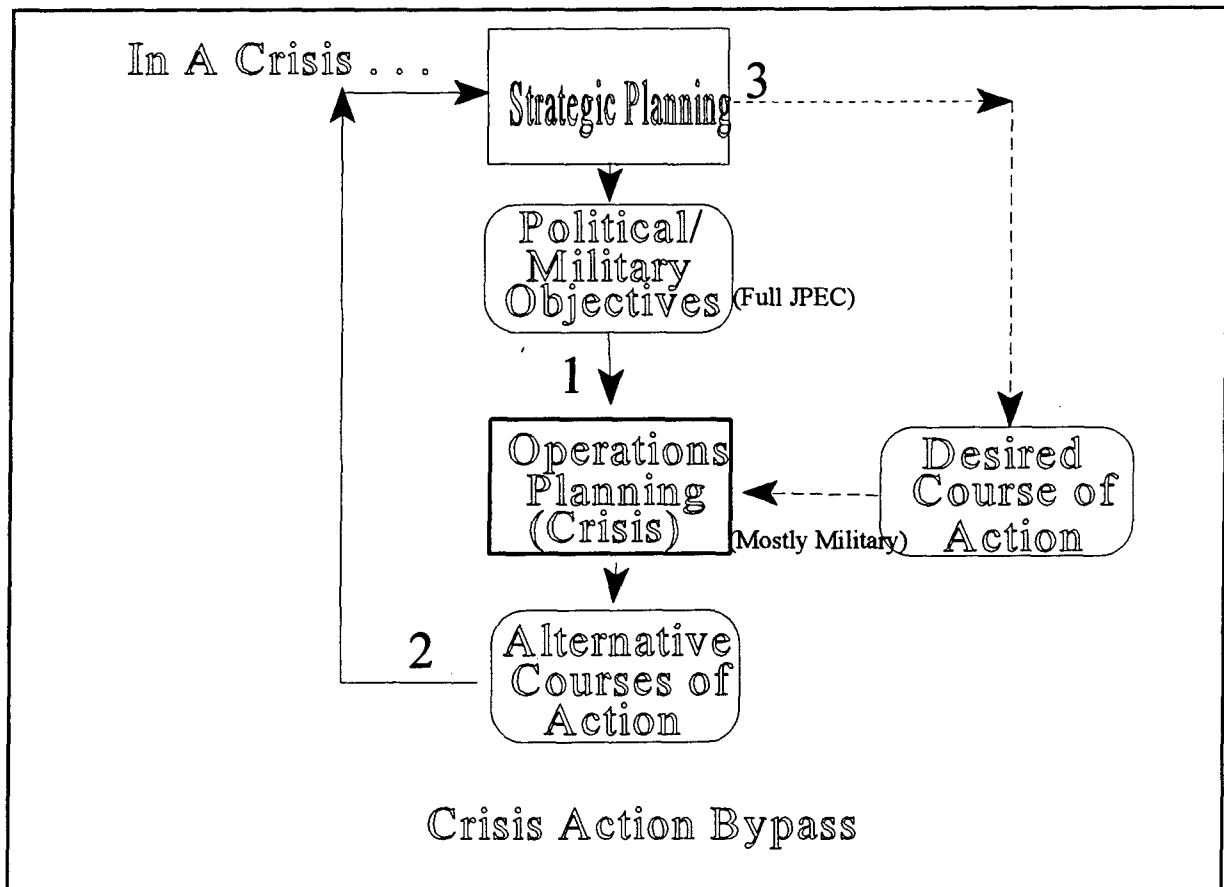 In A Crisis . . .
Strategic Planning
3
Political/
Military
Objectives
(Full JPEC)
1
Operations
Planning
(Crisis)
(Mostly Military)
Desired
Course of
Action
2
Alternative
Courses of
Action
Crisis Action Bypass